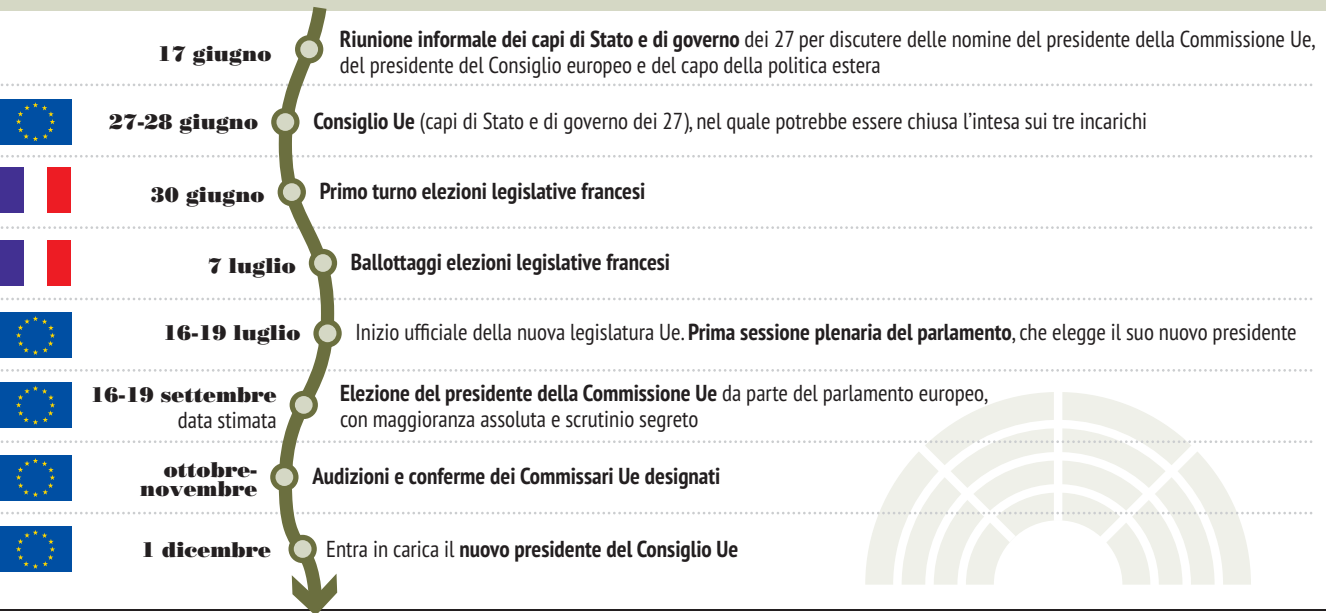 17 giugno
Riunione informale dei capi di Stato e di governo dei 27 per discutere delle nomine del presidente della Commissione Ue,
del presidente del Consiglio europeo e del capo della politica estera
27-28 giugno
Consiglio Ue (capi di Stato e di governo dei 27), nel quale potrebbe essere chiusa l'intesa sui tre incarichi
30 giugno
Primo turno elezioni legislative francesi
7 luglio
Ballottaggi elezioni legislative francesi
16-19 luglio
Inizio ufficiale della nuova legislatura Ue. Prima sessione plenaria del parlamento, che elegge il suo nuovo presidente
16-19 settembre
data stimata
Elezione del presidente della Commissione Ue da parte del parlamento europeo,
con maggioranza assoluta e scrutinio segreto
ottobre-
novembre
Audizioni e conferme dei Commissari Ue designati
1 dicembre
Entra in carica il nuovo presidente del Consiglio Ue